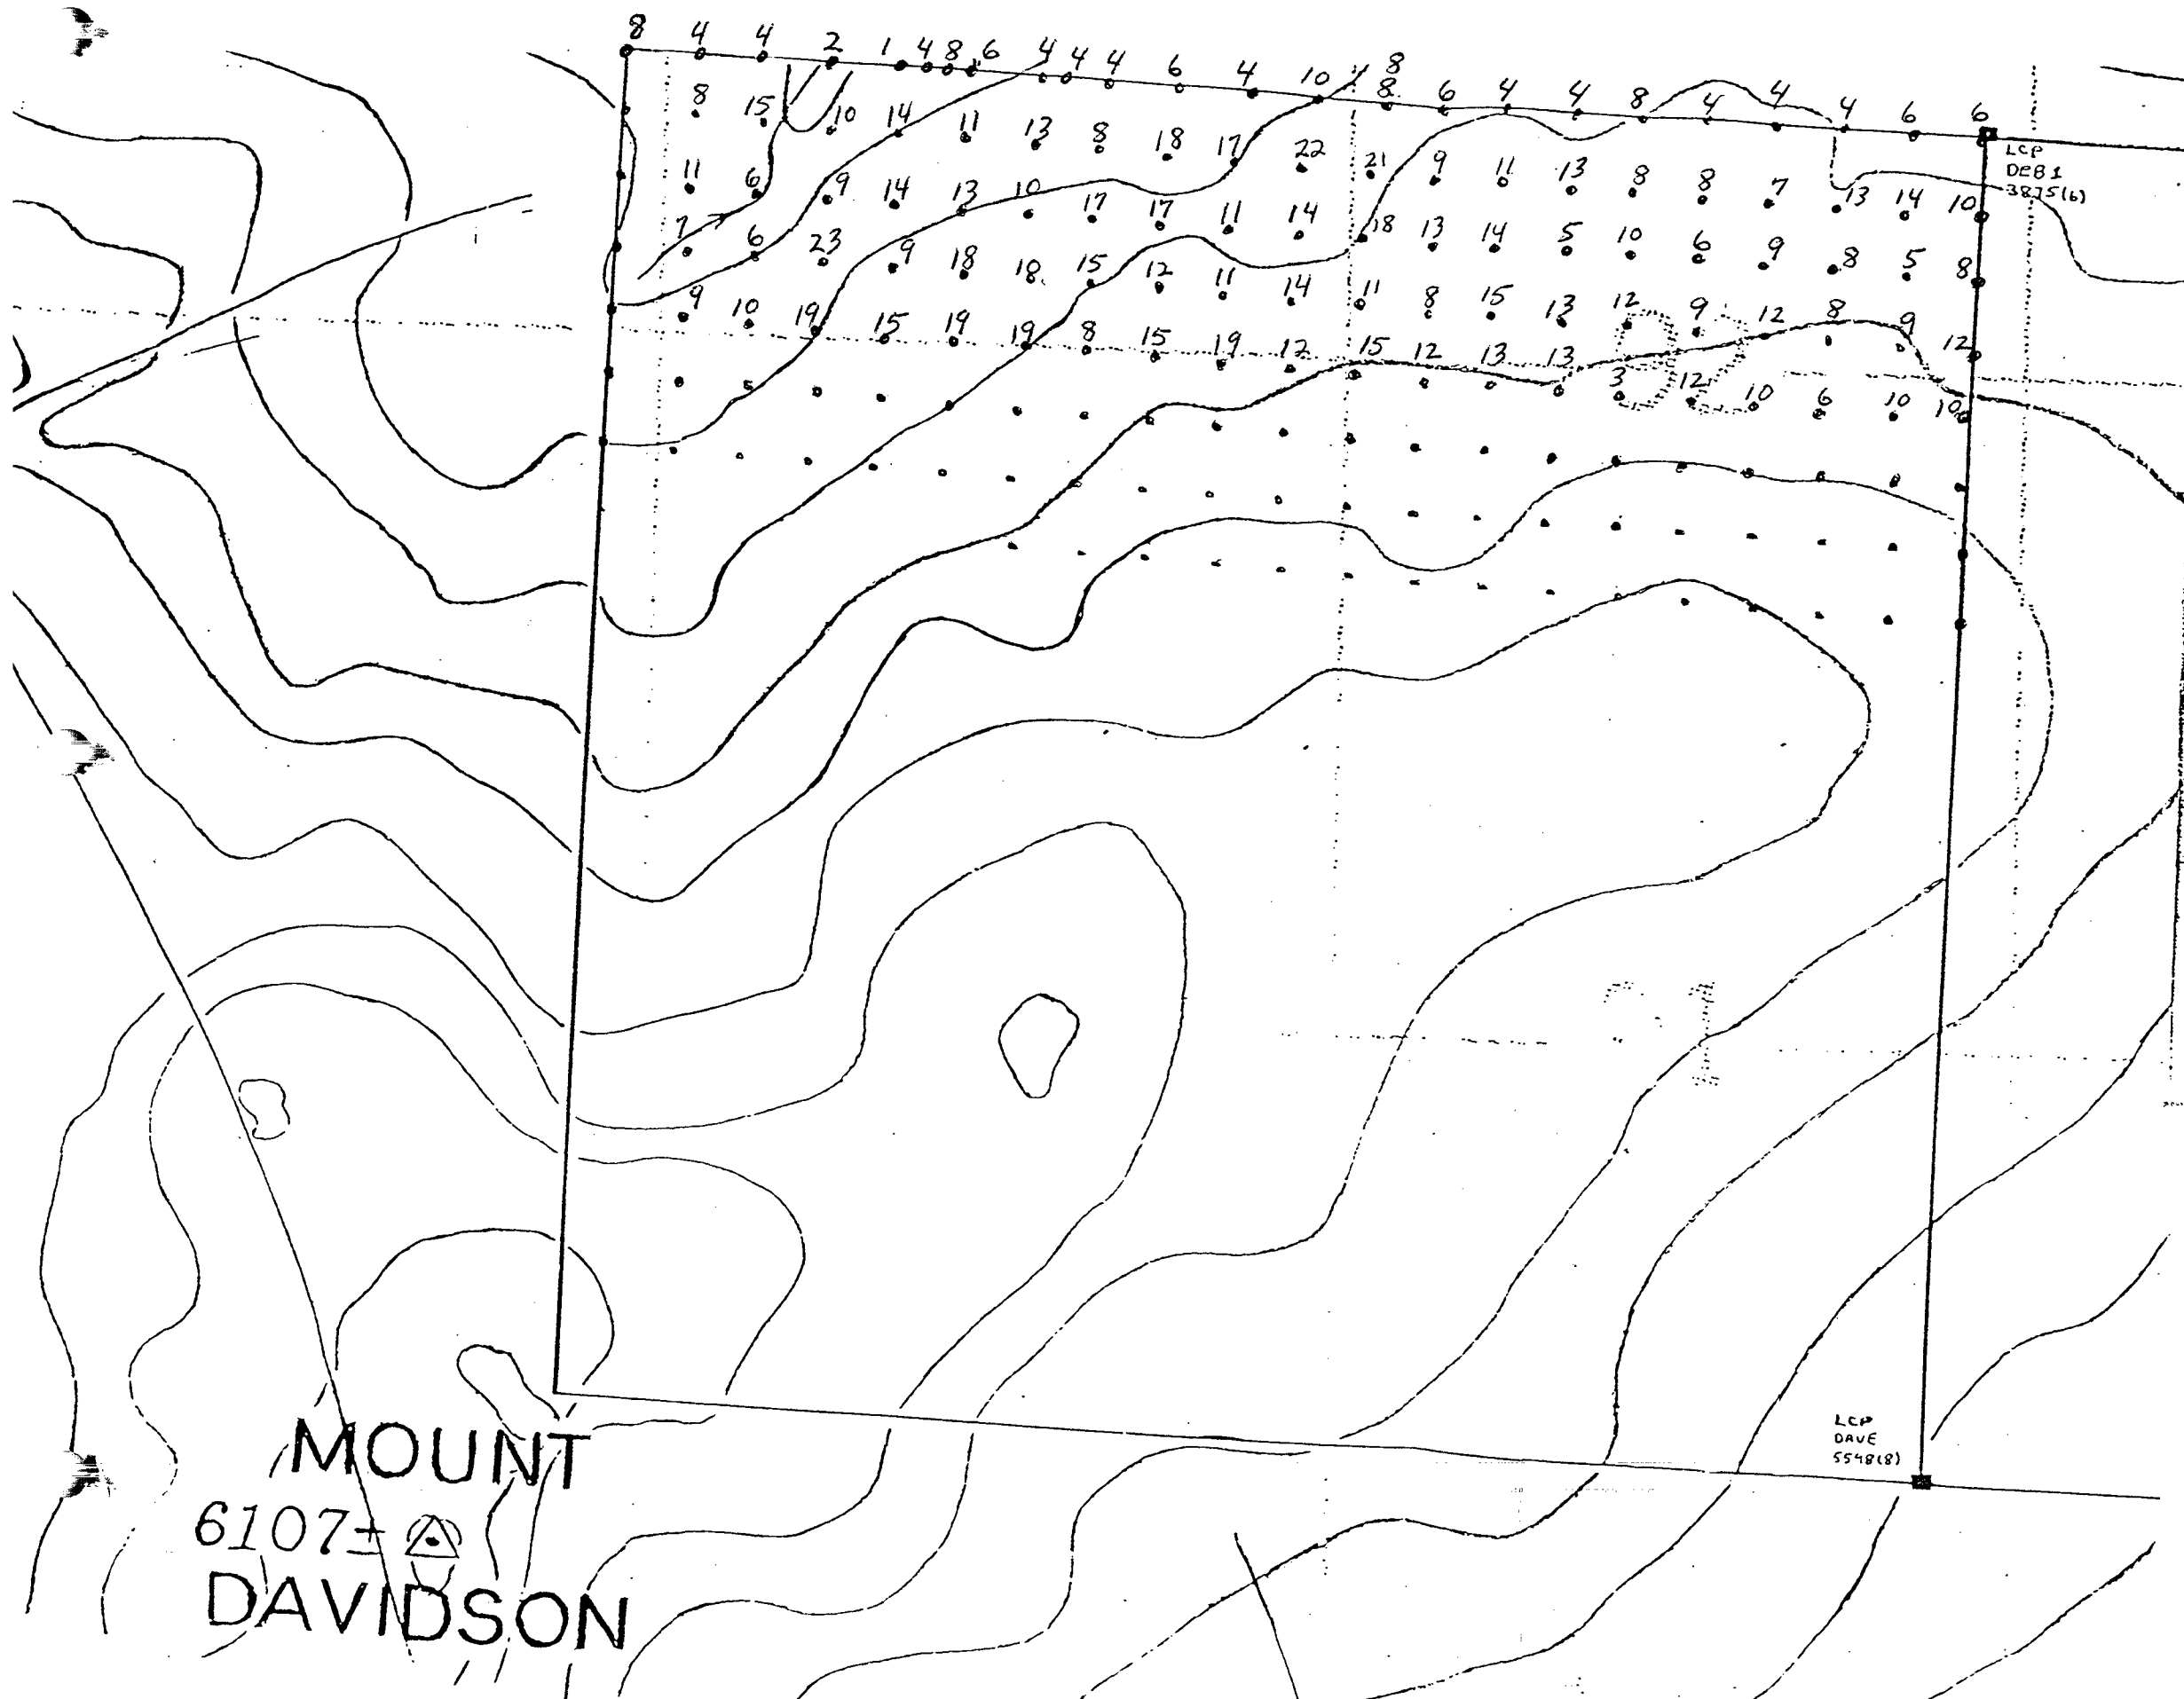 8 4 4 2 1 4 8 6 4 4 4 6 4 10 8
8 6 4 4 8 4 4 4 6 6
LCP
DEB 1
3875(6)
8 15 10 14 11 13 8 18 17 22 21 9 11 13 8 8 7 13 14 10
11 6 9 14 13 10 17 17 11 14 18 13 14 5 10 6 9 8 5 8
7 6 23 9 18 18 15 12 11 14 11 8 15 13 12 9 12 8 9 12
9 10 19 15 19 19 8 15 19 12 15 12 13 13 3 12 10 6 10 10
LCP
DAVE
5548(8)
MOUNT
6107±
DAVIDSON